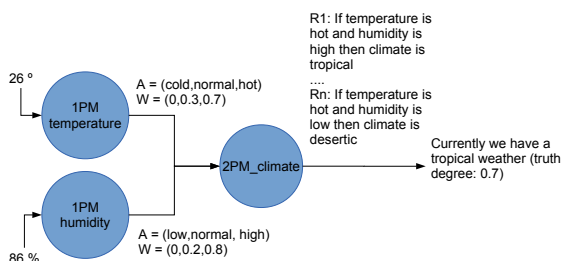 R1: If temperature is
hot and humidity is
high then climate is
tropical
....
Rn: If temperature is
hot and humidity is
low then climate is
desertic
26 º
A = (cold,normal,hot)
W = (0,0.3,0.7)
1PM
temperature
2PM_climate
Currently we have a
tropical weather (truth
degree: 0.7)
1PM
humidity
A = (low,normal, high)
W = (0,0.2,0.8)
86 %